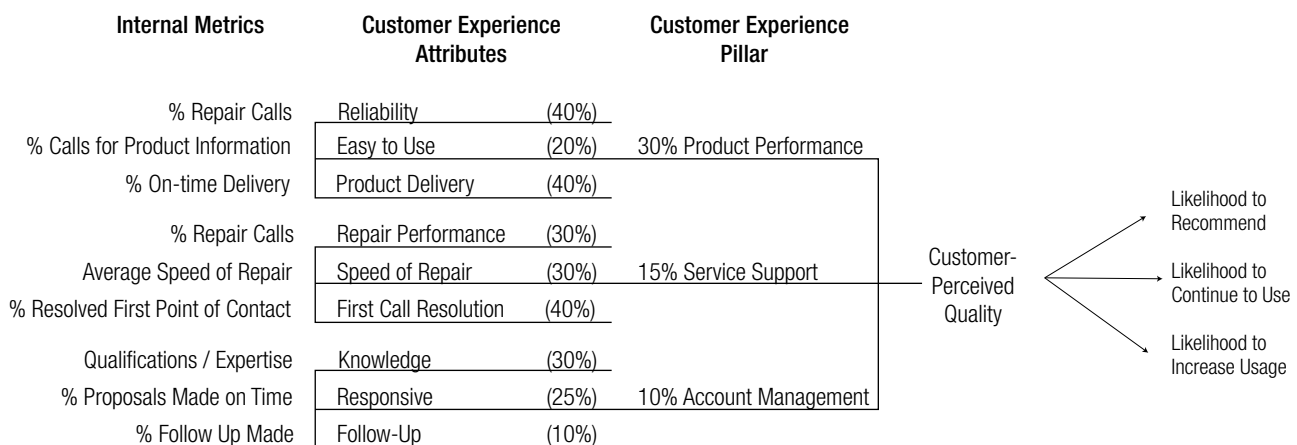 Internal Metrics Customer Experience Attributes Customer Experience Pillar
% Repair Calls Reliability (40%)
% Calls for Product Information Easy to Use (20%) 30% Product Performance
% On-time Delivery Product Delivery (40%)
% Repair Calls Repair Performance (30%)
Average Speed of Repair Speed of Repair (30%) 15% Service Support
% Resolved First Point of Contact First Call Resolution (40%)
Qualifications / Expertise Knowledge (30%)
% Proposals Made on Time Responsive (25%) 10% Account Management
% Follow Up Made Follow-Up (10%)
Customer-
Perceived
Quality
Likelihood to
Recommend
Likelihood to
Continue to Use
Likelihood to
Increase Usage